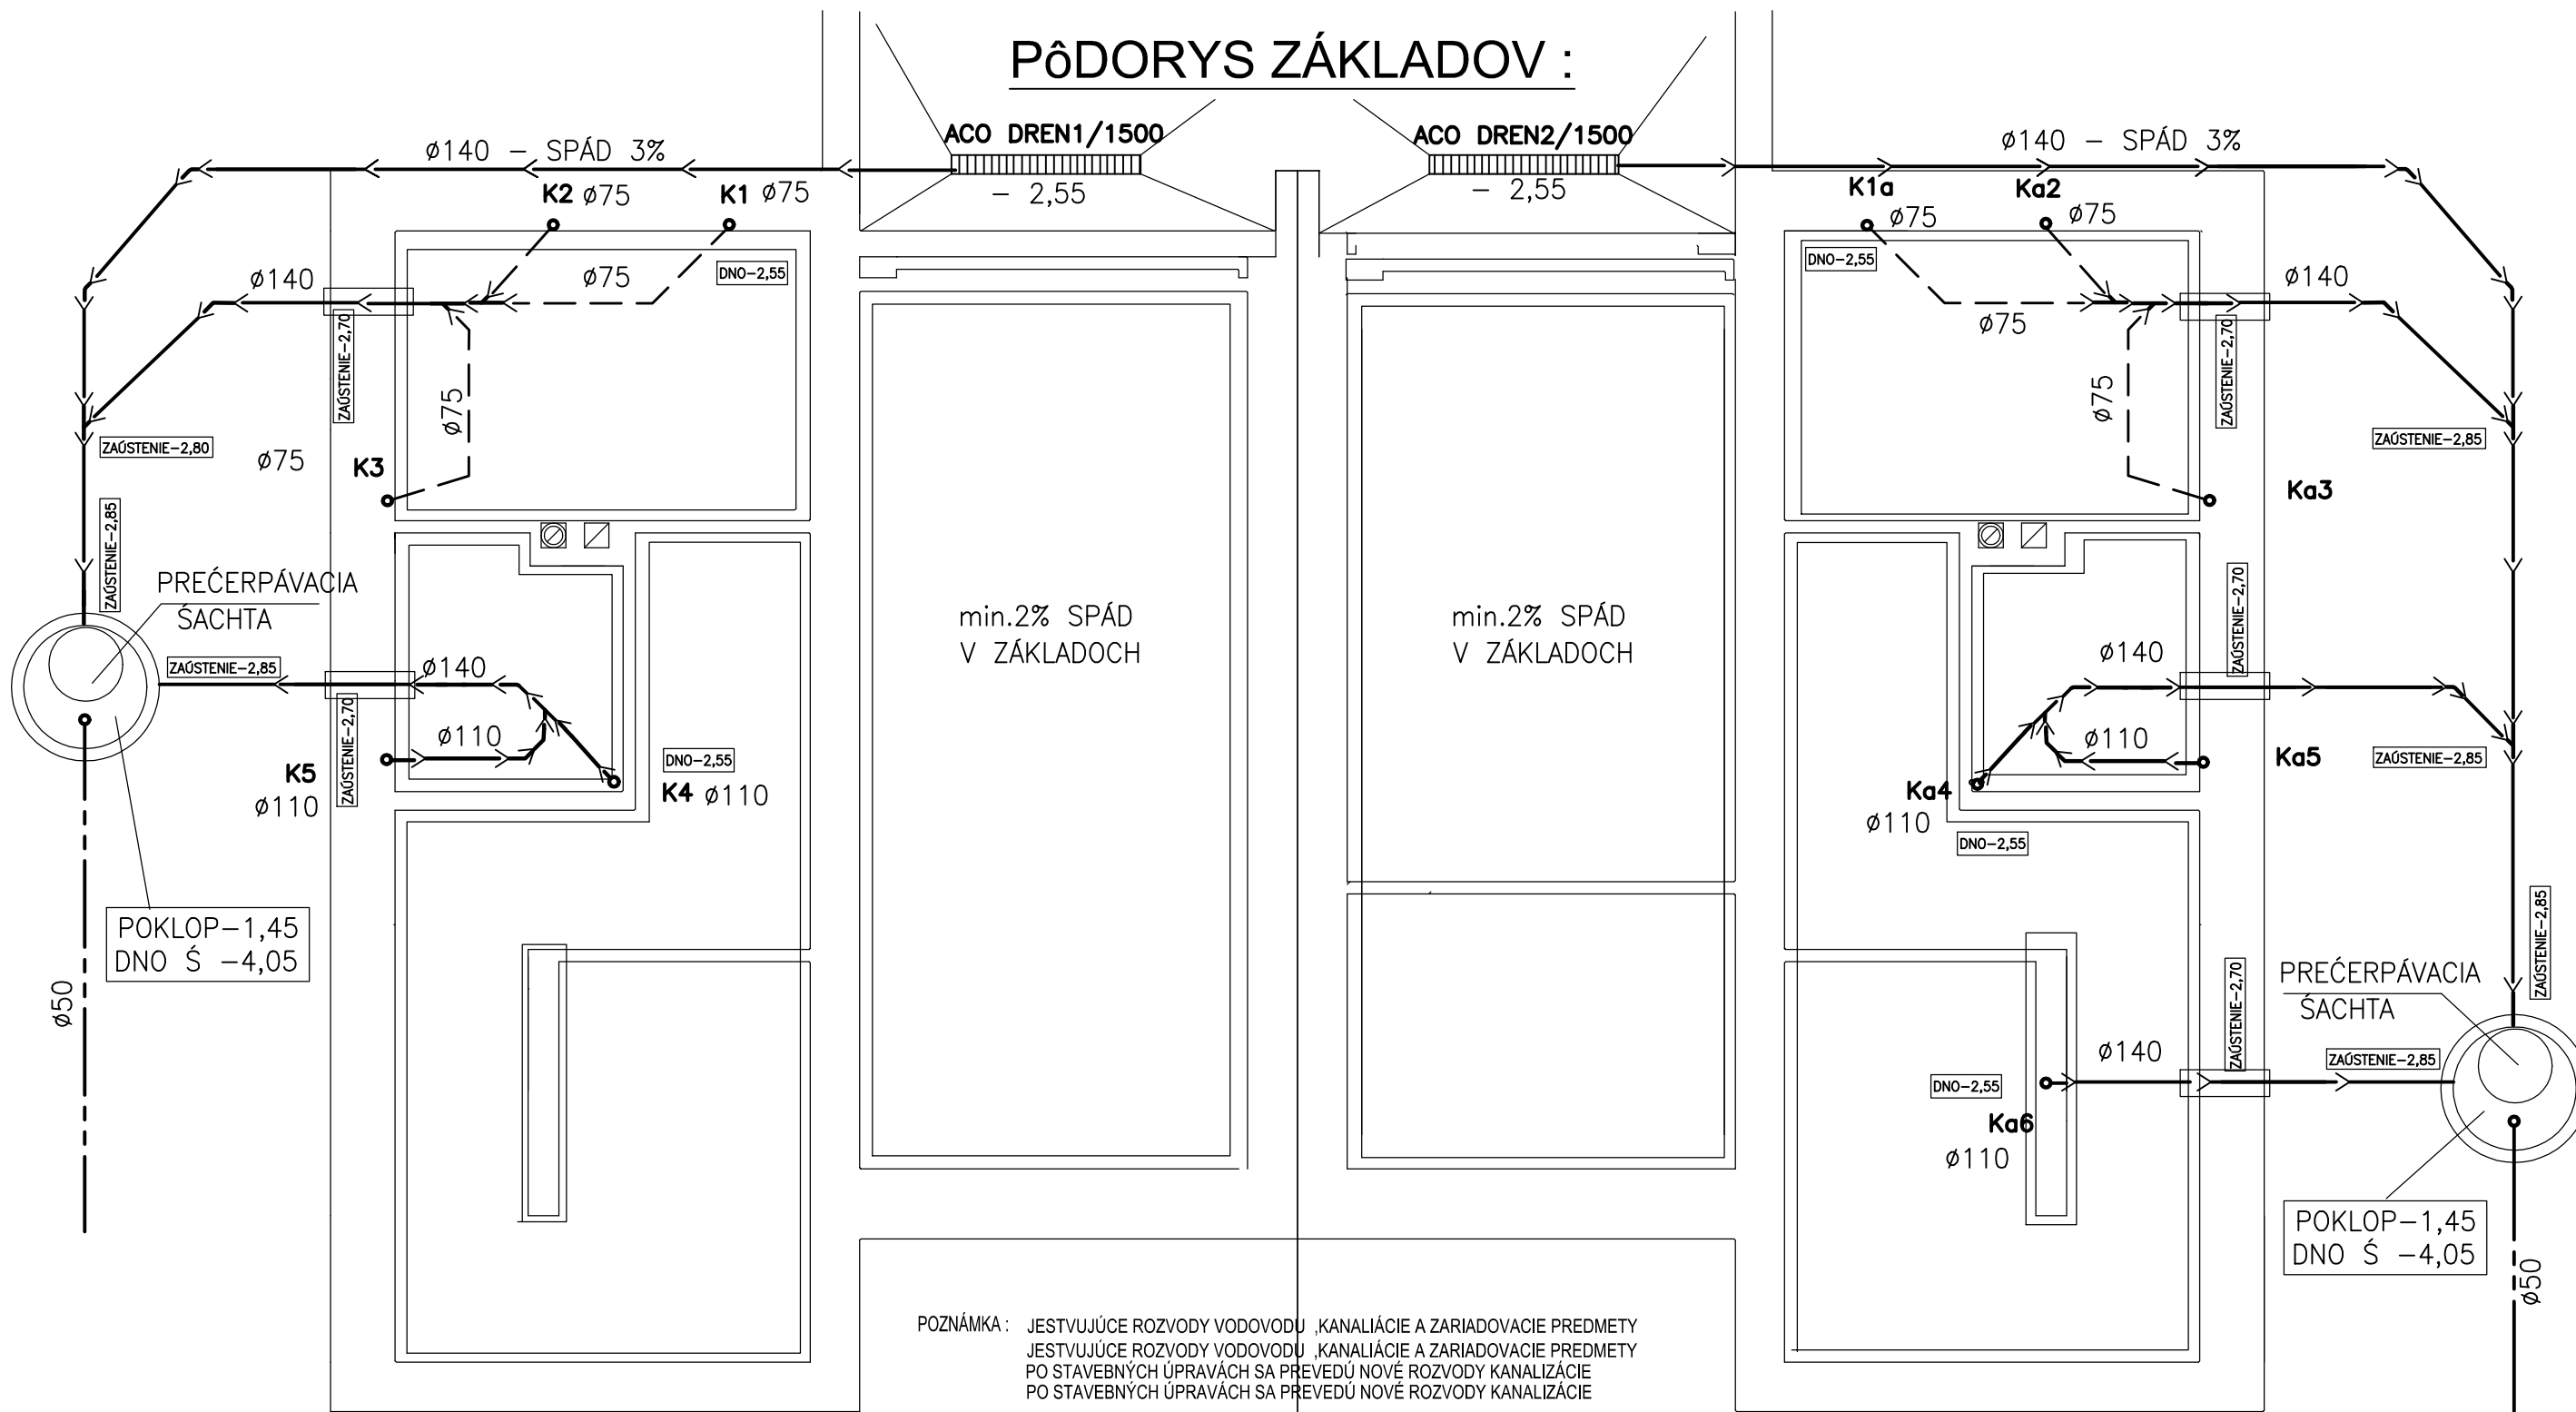 PôDORYS ZÁKLADOV :
ACO DREN1/1500
ACO DREN2/1500
ø140 – SPÁD 3%
ø140 – SPÁD 3%
– 2,55
– 2,55
K2 ø75
K1 ø75
K1a
ø75
Ka2
ø75
DNO–2,55
DNO–2,55
ø140
ø75
ø75
ø140
ZAÚSTENIE–2,70
ø75
ø75
ZAÚSTENIE–2,70
ZAÚSTENIE–2,80
ø75
K3
ZAÚSTENIE–2,85
Ka3
ZAÚSTENIE–2,85
PREĆERPÁVACIA
ŚACHTA
min.2% SPÁD
V ZÁKLADOCH
min.2% SPÁD
V ZÁKLADOCH
ZAÚSTENIE–2,70
ZAÚSTENIE–2,85
ø140
ø140
ZAÚSTENIE–2,70
ø110
K5
ø110
DNO–2,55
K4 ø110
ø110
Ka5
ZAÚSTENIE–2,85
Ka4
ø110
DNO–2,55
POKLOP–1,45
DNO Ś –4,05
ø50
ZAÚSTENIE–2,85
PREĆERPÁVACIA
ŚACHTA
ZAÚSTENIE–2,70
ø140
ZAÚSTENIE–2,85
DNO–2,55
Ka6
ø110
POKLOP–1,45
DNO Ś –4,05
ø50
POZNÁMKA : JESTVUJÚCE ROZVODY VODOVODU ,KANALIÁCIE A ZARIADOVACIE PREDMETY
JESTVUJÚCE ROZVODY VODOVODU ,KANALIÁCIE A ZARIADOVACIE PREDMETY
PO STAVEBNÝCH ÚPRAVÁCH SA PREVEDÚ NOVÉ ROZVODY KANALIZÁCIE
PO STAVEBNÝCH ÚPRAVÁCH SA PREVEDÚ NOVÉ ROZVODY KANALIZÁCIE